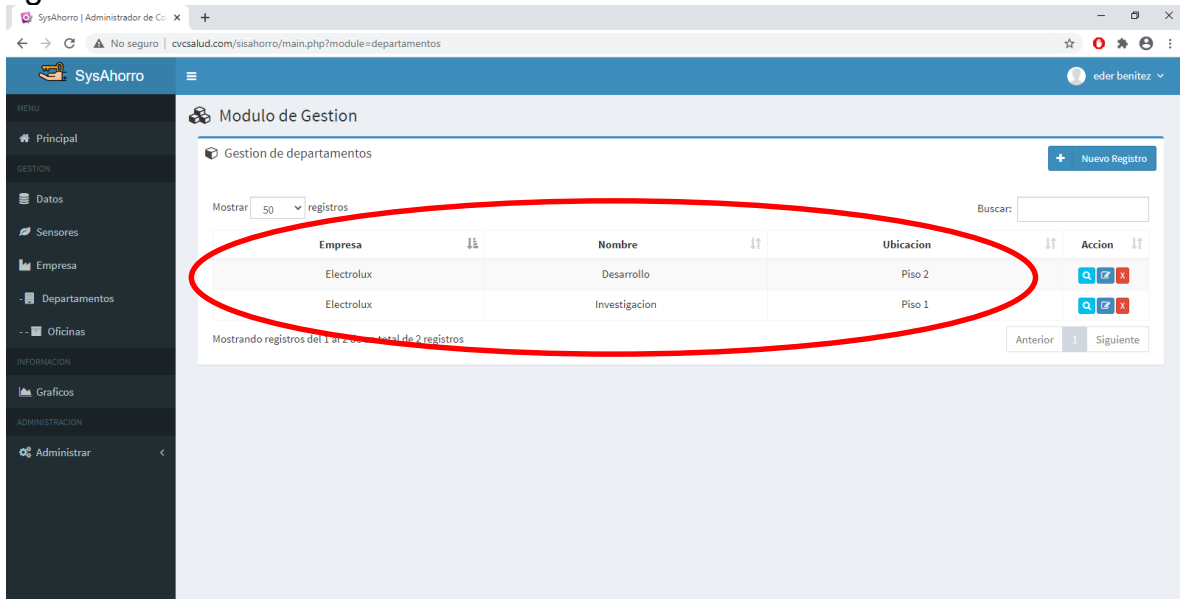 SysAhorro | Administrador de Co
No seguro | cvcsalud.com/sisahorro/main.php?module=departamentos
SysAhorro
eder benitez
MENU
Modulo de Gestion
Principal
Gestion de departamentos
+ Nuevo Registro
GESTION
Datos
Mostrar 50 registros
Buscar:
Sensores
Empresa Nombre Ubicacion Accion
Empresa
Electrolux Desarrollo Piso 2 X
- Departamentos
Electrolux Investigacion Piso 1 X
- - Oficinas
Mostrando registros del 1 al 2 de un total de 2 registros
Anterior 1 Siguiente
INFORMACION
Graficos
ADMINISTRACION
Administrar